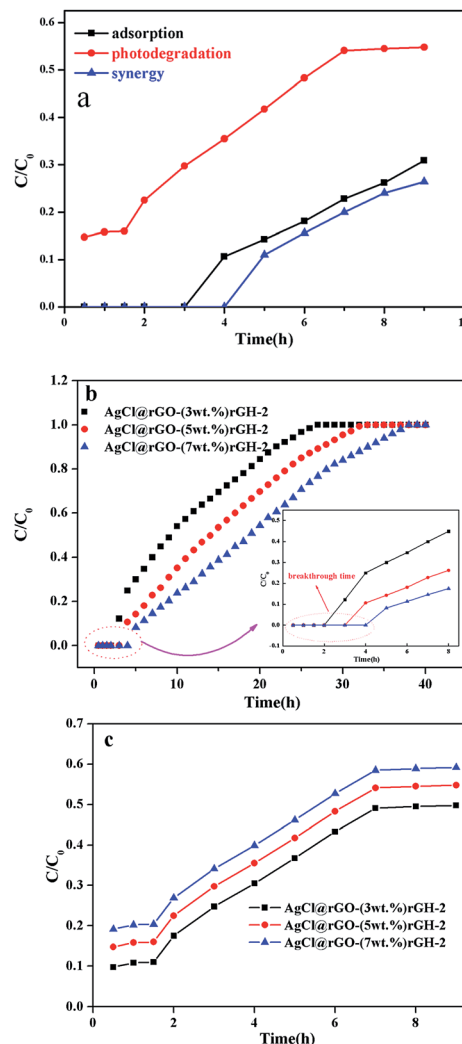 adsorption
photodegradation
synergy
a
C/C₀
0.6
0.5
0.4
0.3
0.2
0.1
0.0
0 2 4 6 8 1
Time(h)
b
AgCl@rGO-(3wt.%)rGH-2
AgCl@rGO-(5wt.%)rGH-2
AgCl@rGO-(7wt.%)rGH-2
C/C₀
1.2
1.0
0.8
0.6
0.4
0.2
0.0
0 10 20 30 40
Time(h)
breakthrough time
C/C₀
0.5
0.4
0.3
0.2
0.1
0.0
-0.1
0 2 4 6 8
Time(h)
c
C/C₀
0.7
0.6
0.5
0.4
0.3
0.2
0.1
0.0
AgCl@rGO-(3wt.%)rGH-2
AgCl@rGO-(5wt.%)rGH-2
AgCl@rGO-(7wt.%)rGH-2
0 2 4 6 8
Time(h)